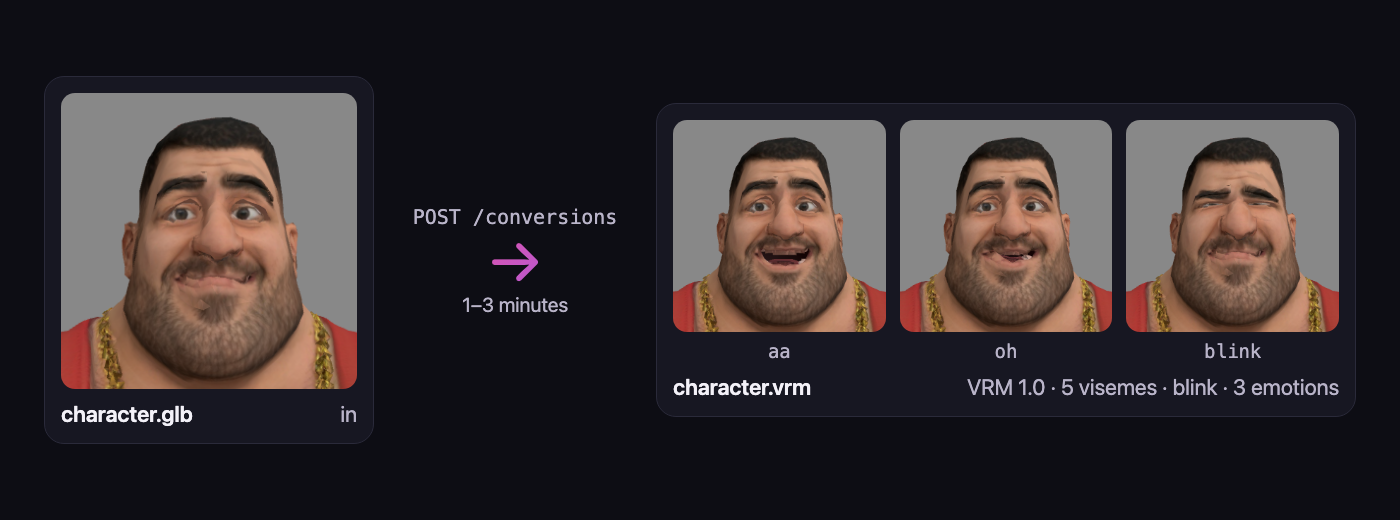 character.glb
in
POST /conversions
1–3 minutes
aa
oh
blink
character.vrm
VRM 1.0 · 5 visemes · blink · 3 emotions